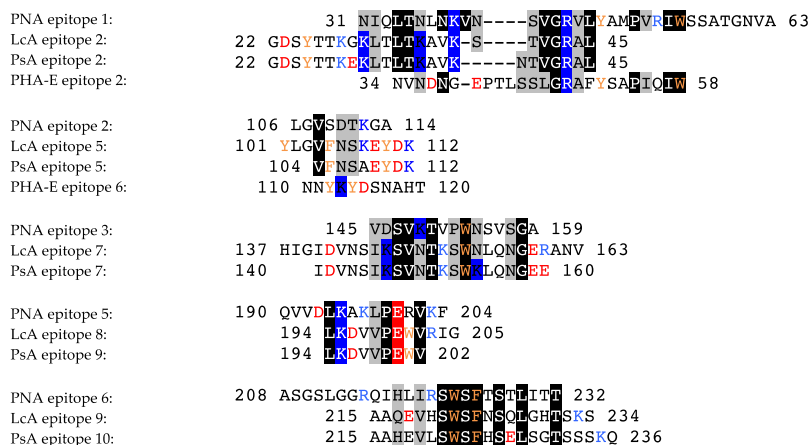 PNA epitope 1: 31 NIQLTNLNKVN----SVGRVLYAMPVRIWSSATGNVA 63
LcA epitope 2: 22 GDSYTTKGKLTLTKAVK-S----TVGRAL 45
PsA epitope 2: 22 GDSYTTKEKLTLTKAVK-----NTVGRAL 45
PHA-E epitope 2: 34 NVNDNG-EPTLSSLGRAFYSAPIQIW 58
PNA epitope 2: 106 LGVSDTKGA 114
LcA epitope 5: 101 YLGVFNSKEYDK 112
PsA epitope 5: 104 VFNSAEYDK 112
PHA-E epitope 6: 110 NNYKYDSNAHT 120
PNA epitope 3: 145 VDSVKTVPWNSVSGA 159
LcA epitope 7: 137 HIGIDVNSIKSVNTKSWNLQNGERANV 163
PsA epitope 7: 140 IDVNSIKSVNTKSWKLQNGEE 160
PNA epitope 5: 190 QVVDLKAKLPERVKF 204
LcA epitope 8: 194 LKDVVPEWVRIG 205
PsA epitope 9: 194 LKDVVPEWV 202
PNA epitope 6: 208 ASGSLGGRQIHLIRSWSFTSTLITT 232
LcA epitope 9: 215 AAQEVHSWSFNSQLGHTSKS 234
PsA epitope 10: 215 AAHEVLSWSFHSELSGTSSSKQ 236